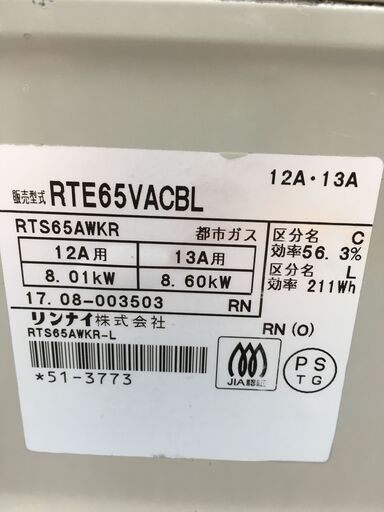 12A・13A
販売型式 RTE65VACBL
RTS65AWKR 都市ガス
12A用 13A用
8.01kW 8.60kW
区分名 C
効率56.3%
区分名 L
効率 211Wh
17.08-003503 RN
リンナイ株式会社
RTS65AWKR-L
RN (O)
*51-3773
JIA認証
PS
TG